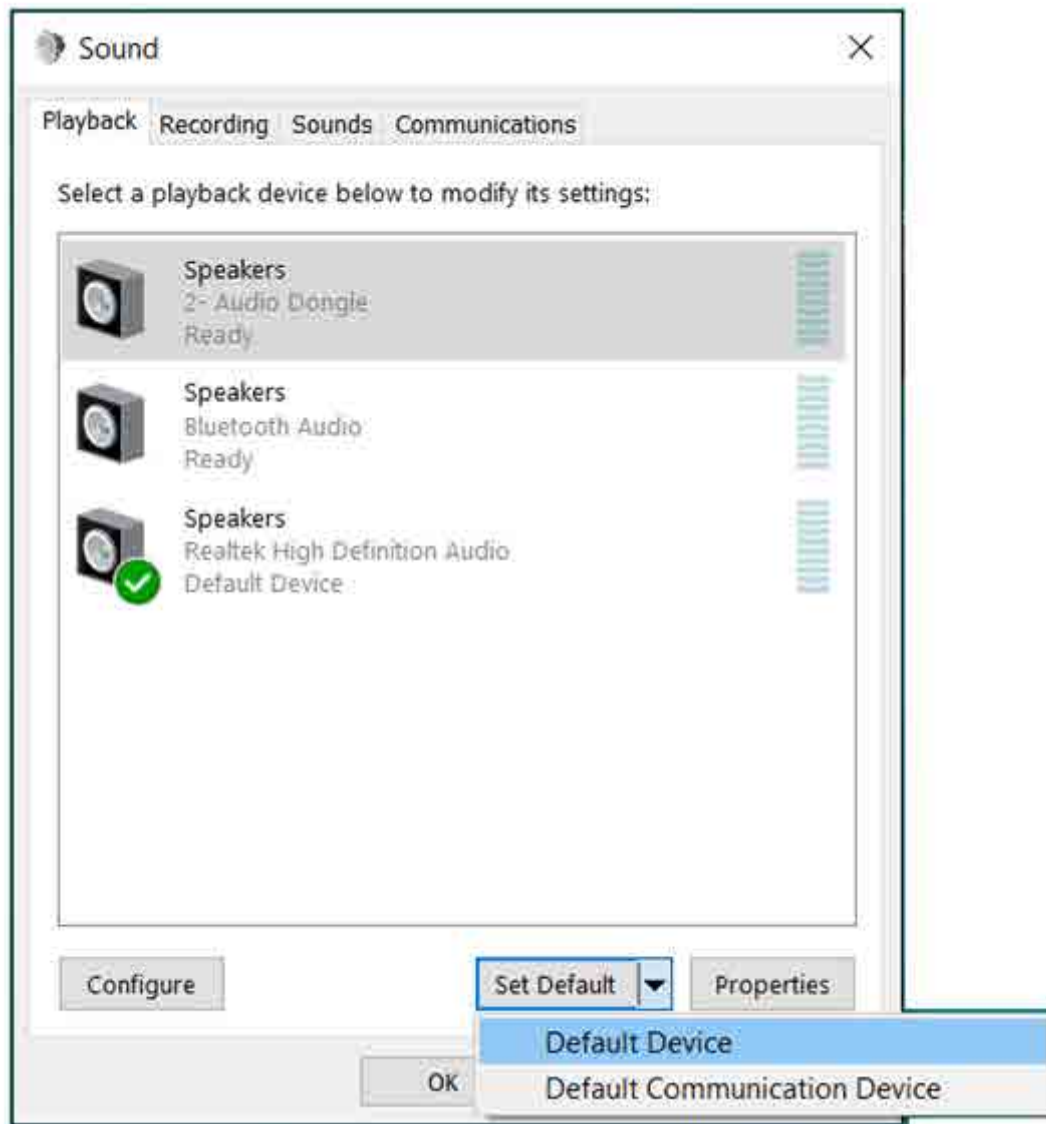 Sound
Playback Recording Sounds Communications
Select a playback device below to modify its settings:
Speakers
2- Audio Dongle
Ready
Speakers
Bluetooth Audio
Ready
Speakers
Realtek High Definition Audio
Default Device
Configure Set Default Properties
Default Device
OK
Default Communication Device